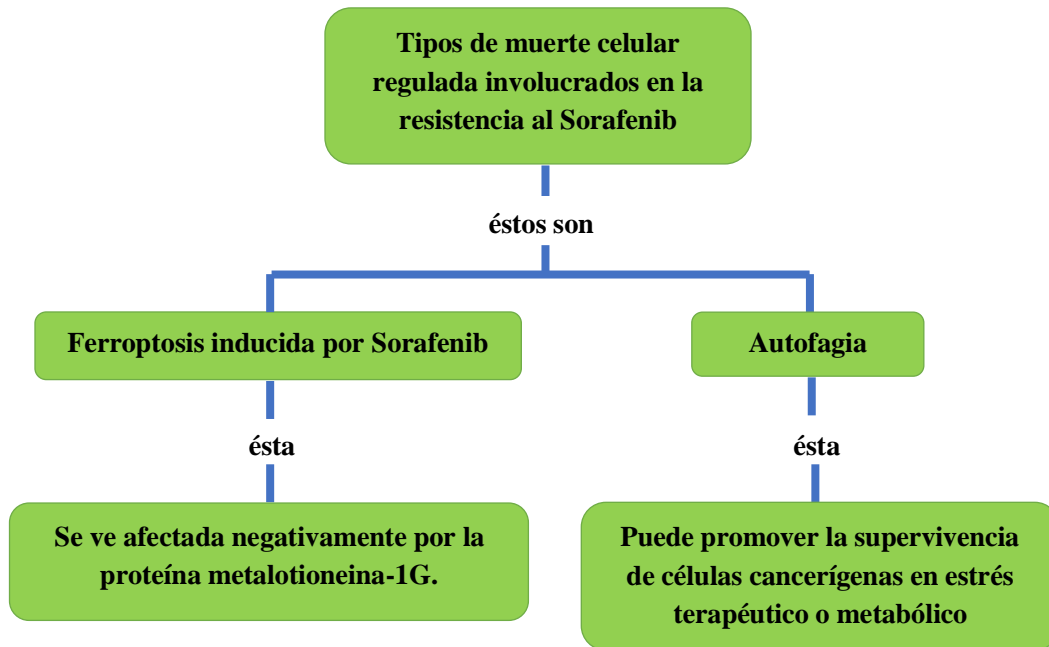 Tipos de muerte celular
regulada involucrados en la
resistencia al Sorafenib
éstos son
Ferroptosis inducida por Sorafenib
Autofagia
ésta
ésta
Se ve afectada negativamente por la
proteína metalotioneina-1G.
Puede promover la supervivencia
de células cancerígenas en estrés
terapéutico o metabólico